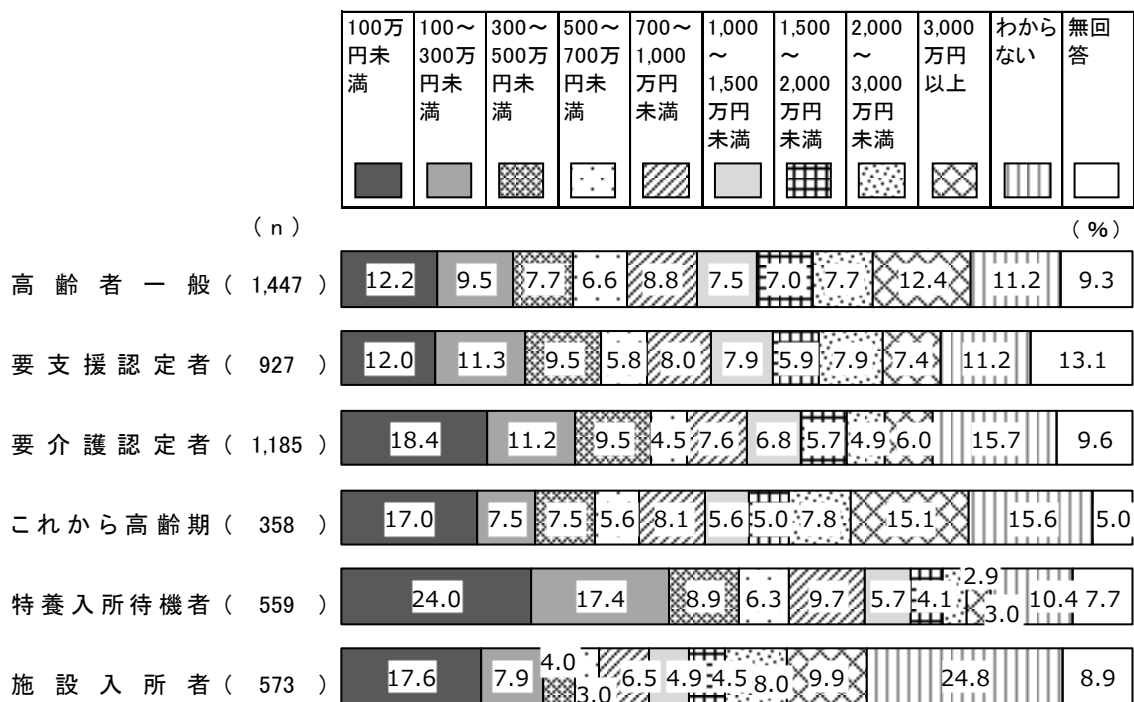 100万円未満
100～300万円未満
300～500万円未満
500～700万円未満
700～1,000万円未満
1,000～1,500万円未満
1,500～2,000万円未満
2,000～3,000万円未満
3,000万円以上
わからない
無回答
（ｎ）
（％）
高齢者一般（ 1,447 ） 12.2 9.5 7.7 6.6 8.8 7.5 7.0 7.7 12.4 11.2 9.3
要支援認定者（ 927 ） 12.0 11.3 9.5 5.8 8.0 7.9 5.9 7.9 7.4 11.2 13.1
要介護認定者（ 1,185 ） 18.4 11.2 9.5 4.5 7.6 6.8 5.7 4.9 6.0 15.7 9.6
これから高齢期（ 358 ） 17.0 7.5 7.5 5.6 8.1 5.6 5.0 7.8 15.1 15.6 5.0
特養入所待機者（ 559 ） 24.0 17.4 8.9 6.3 9.7 5.7 4.1 2.9 3.0 10.4 7.7
施設入所者（ 573 ） 17.6 7.9 4.0 3.0 6.5 4.9 4.5 8.0 9.9 24.8 8.9